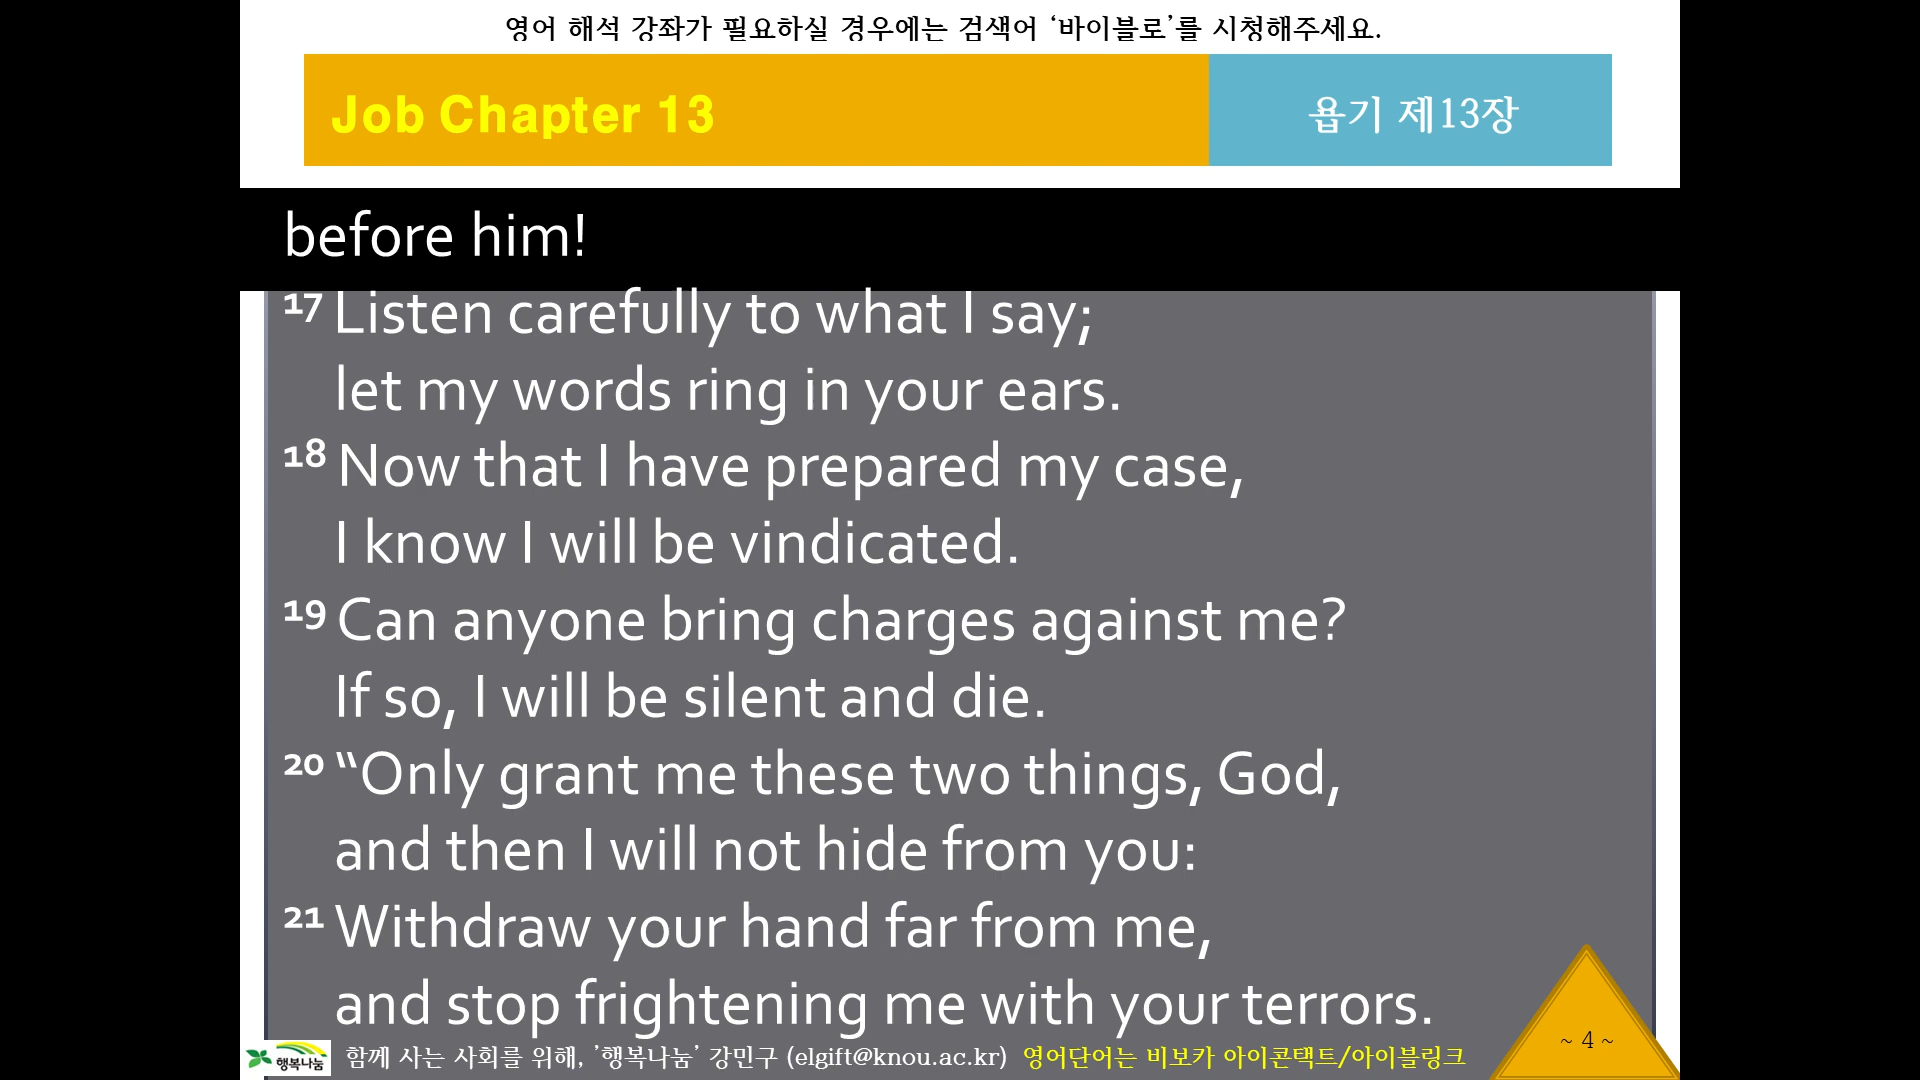 영어 해석 강좌가 필요하실 경우에는 검색어 ‘바이블로’를 시청해주세요.
Job Chapter 13
욥기 제13장
before him!
17 Listen carefully to what I say;
let my words ring in your ears.
18 Now that I have prepared my case,
I know I will be vindicated.
19 Can anyone bring charges against me?
If so, I will be silent and die.
20 “Only grant me these two things, God,
and then I will not hide from you:
21 Withdraw your hand far from me,
and stop frightening me with your terrors.
~ 4 ~
행복나눔
함께 사는 사회를 위해, ’행복나눔’ 강민구 (elgift@knou.ac.kr) 영어단어는 비보카 아이콘택트/아이블링크